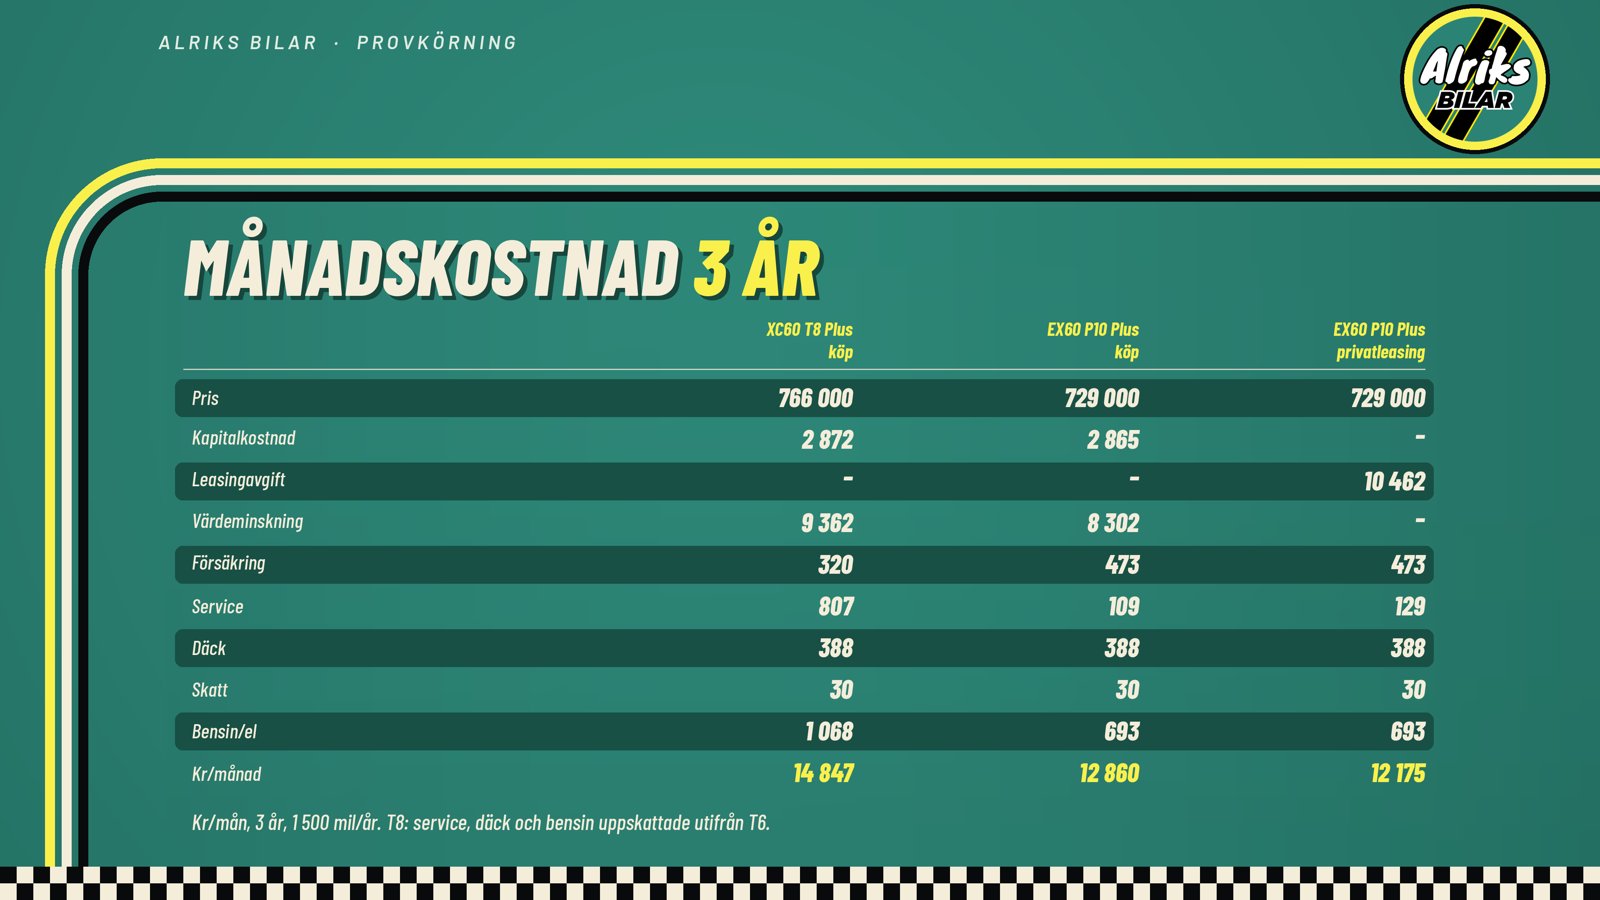 ALRIKS BILAR · PROVKÖRNING
Alriks
BILAR
MÅNADSKOSTNAD 3 ÅR
XC60 T8 Plus köp EX60 P10 Plus köp EX60 P10 Plus privatleasing
Pris 766 000 729 000 729 000
Kapitalkostnad 2 872 2 865 –
Leasingavgift – – 10 462
Värdeminskning 9 362 8 302 –
Försäkring 320 473 473
Service 807 109 129
Däck 388 388 388
Skatt 30 30 30
Bensin/el 1 068 693 693
Kr/månad 14 847 12 860 12 175
Kr/mån, 3 år, 1 500 mil/år. T8: service, däck och bensin uppskattade utifrån T6.